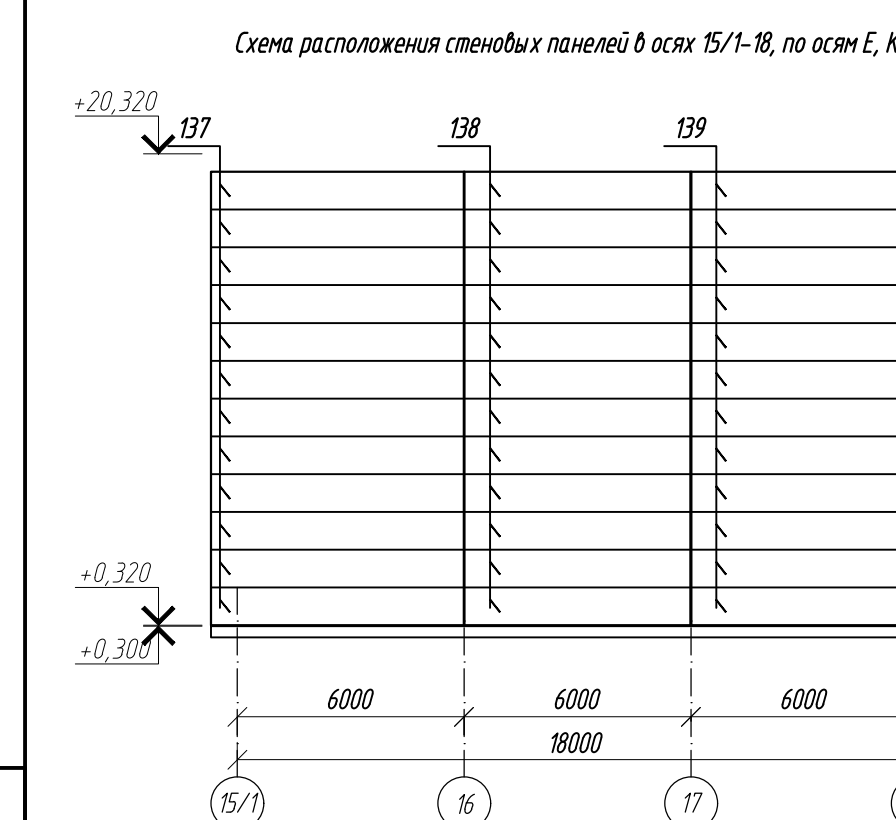 Схема расположения стеновых панелей в осях 15/1-18, по осям Е, К
+20,320
137 138 139
+0,320
+0,300
6000 6000 6000
18000
15/1 16 17